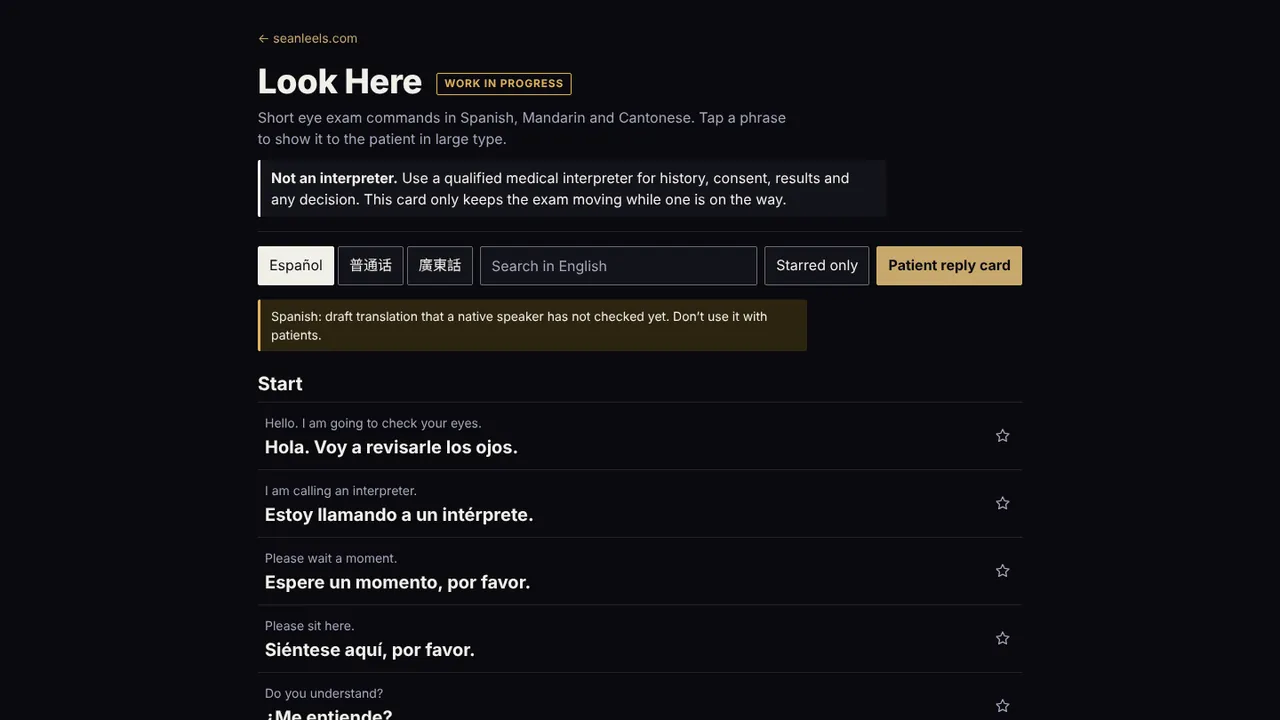 ← seanleels.com
Look Here
WORK IN PROGRESS
Short eye exam commands in Spanish, Mandarin and Cantonese. Tap a phrase
to show it to the patient in large type.
Not an interpreter. Use a qualified medical interpreter for history, consent, results and
any decision. This card only keeps the exam moving while one is on the way.
Español 普通话 廣東話 Search in English Starred only Patient reply card
Spanish: draft translation that a native speaker has not checked yet. Don’t use it with
patients.
Start
Hello. I am going to check your eyes.
Hola. Voy a revisarle los ojos.
I am calling an interpreter.
Estoy llamando a un intérprete.
Please wait a moment.
Espere un momento, por favor.
Please sit here.
Siéntese aquí, por favor.
Do you understand?
¿Me entiende?